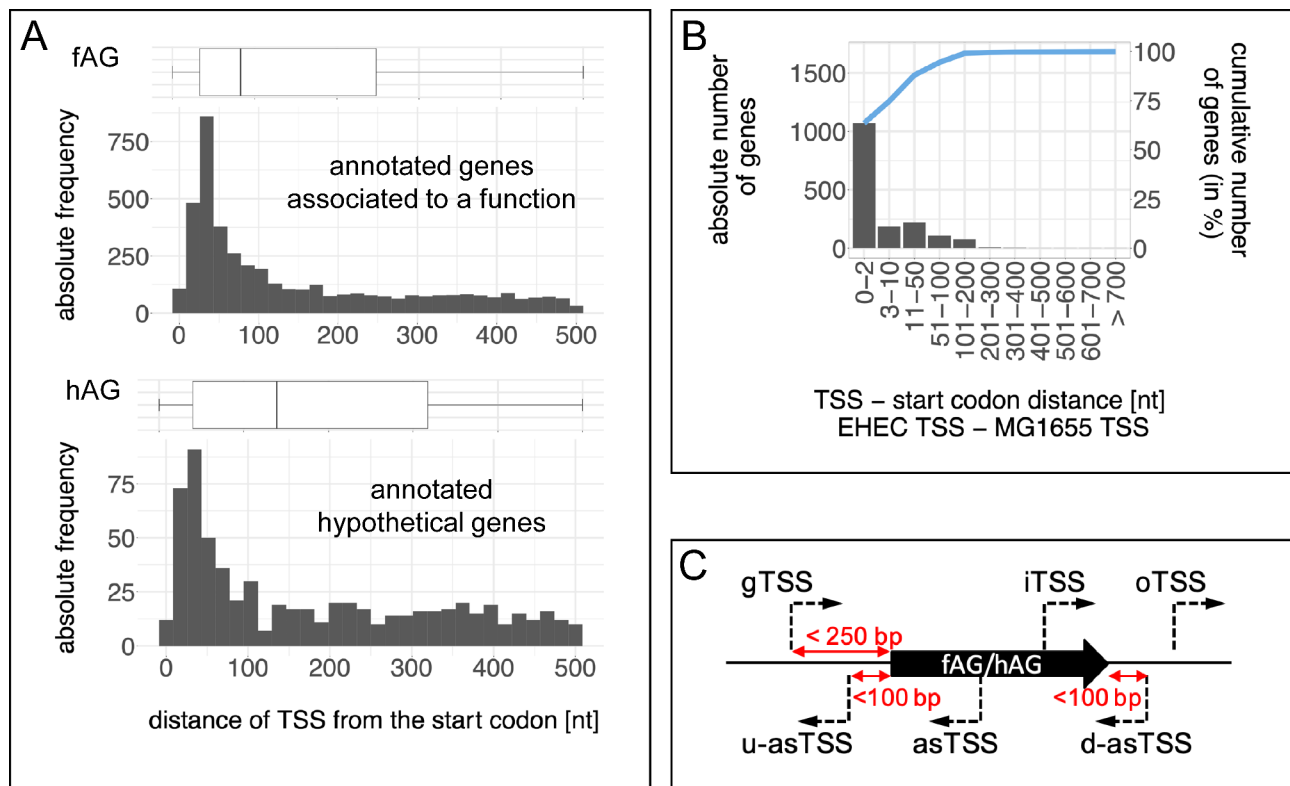 A
fAG
absolute frequency
750
500
250
0
annotated genes
associated to a function
0 100 200 300 400 500
hAG
absolute frequency
75
50
25
0
annotated
hypothetical genes
0 100 200 300 400 500
distance of TSS from the start codon [nt]
B
absolute number
of genes
1500
1000
500
0
100
75
50
25
0
cumulative number
of genes (in %)
0−2
3−10
11−50
51−100
101−200
201−300
301−400
401−500
501−600
601−700
> 700
TSS − start codon distance [nt]
EHEC TSS − MG1655 TSS
C
gTSS iTSS oTSS
< 250 bp
fAG/hAG
<100 bp <100 bp
u-asTSS asTSS d-asTSS